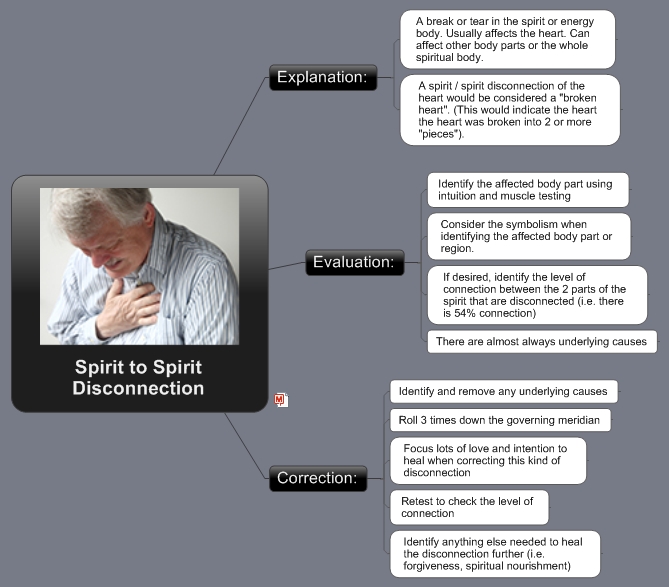 Spirit to Spirit
Disconnection
M
Explanation:
A break or tear in the spirit or energy
body. Usually affects the heart. Can
affect other body parts or the whole
spiritual body.
A spirit / spirit disconnection of the
heart would be considered a "broken
heart". (This would indicate the heart
the heart was broken into 2 or more
"pieces").
Evaluation:
Identify the affected body part using
intuition and muscle testing
Consider the symbolism when
identifying the affected body part or
region.
If desired, identify the level of
connection between the 2 parts of the
spirit that are disconnected (i.e. there
is 54% connection)
There are almost always underlying causes
Correction:
Identify and remove any underlying causes
Roll 3 times down the governing meridian
Focus lots of love and intention to
heal when correcting this kind of
disconnection
Retest to check the level of
connection
Identify anything else needed to heal
the disconnection further (i.e.
forgiveness, spiritual nourishment)